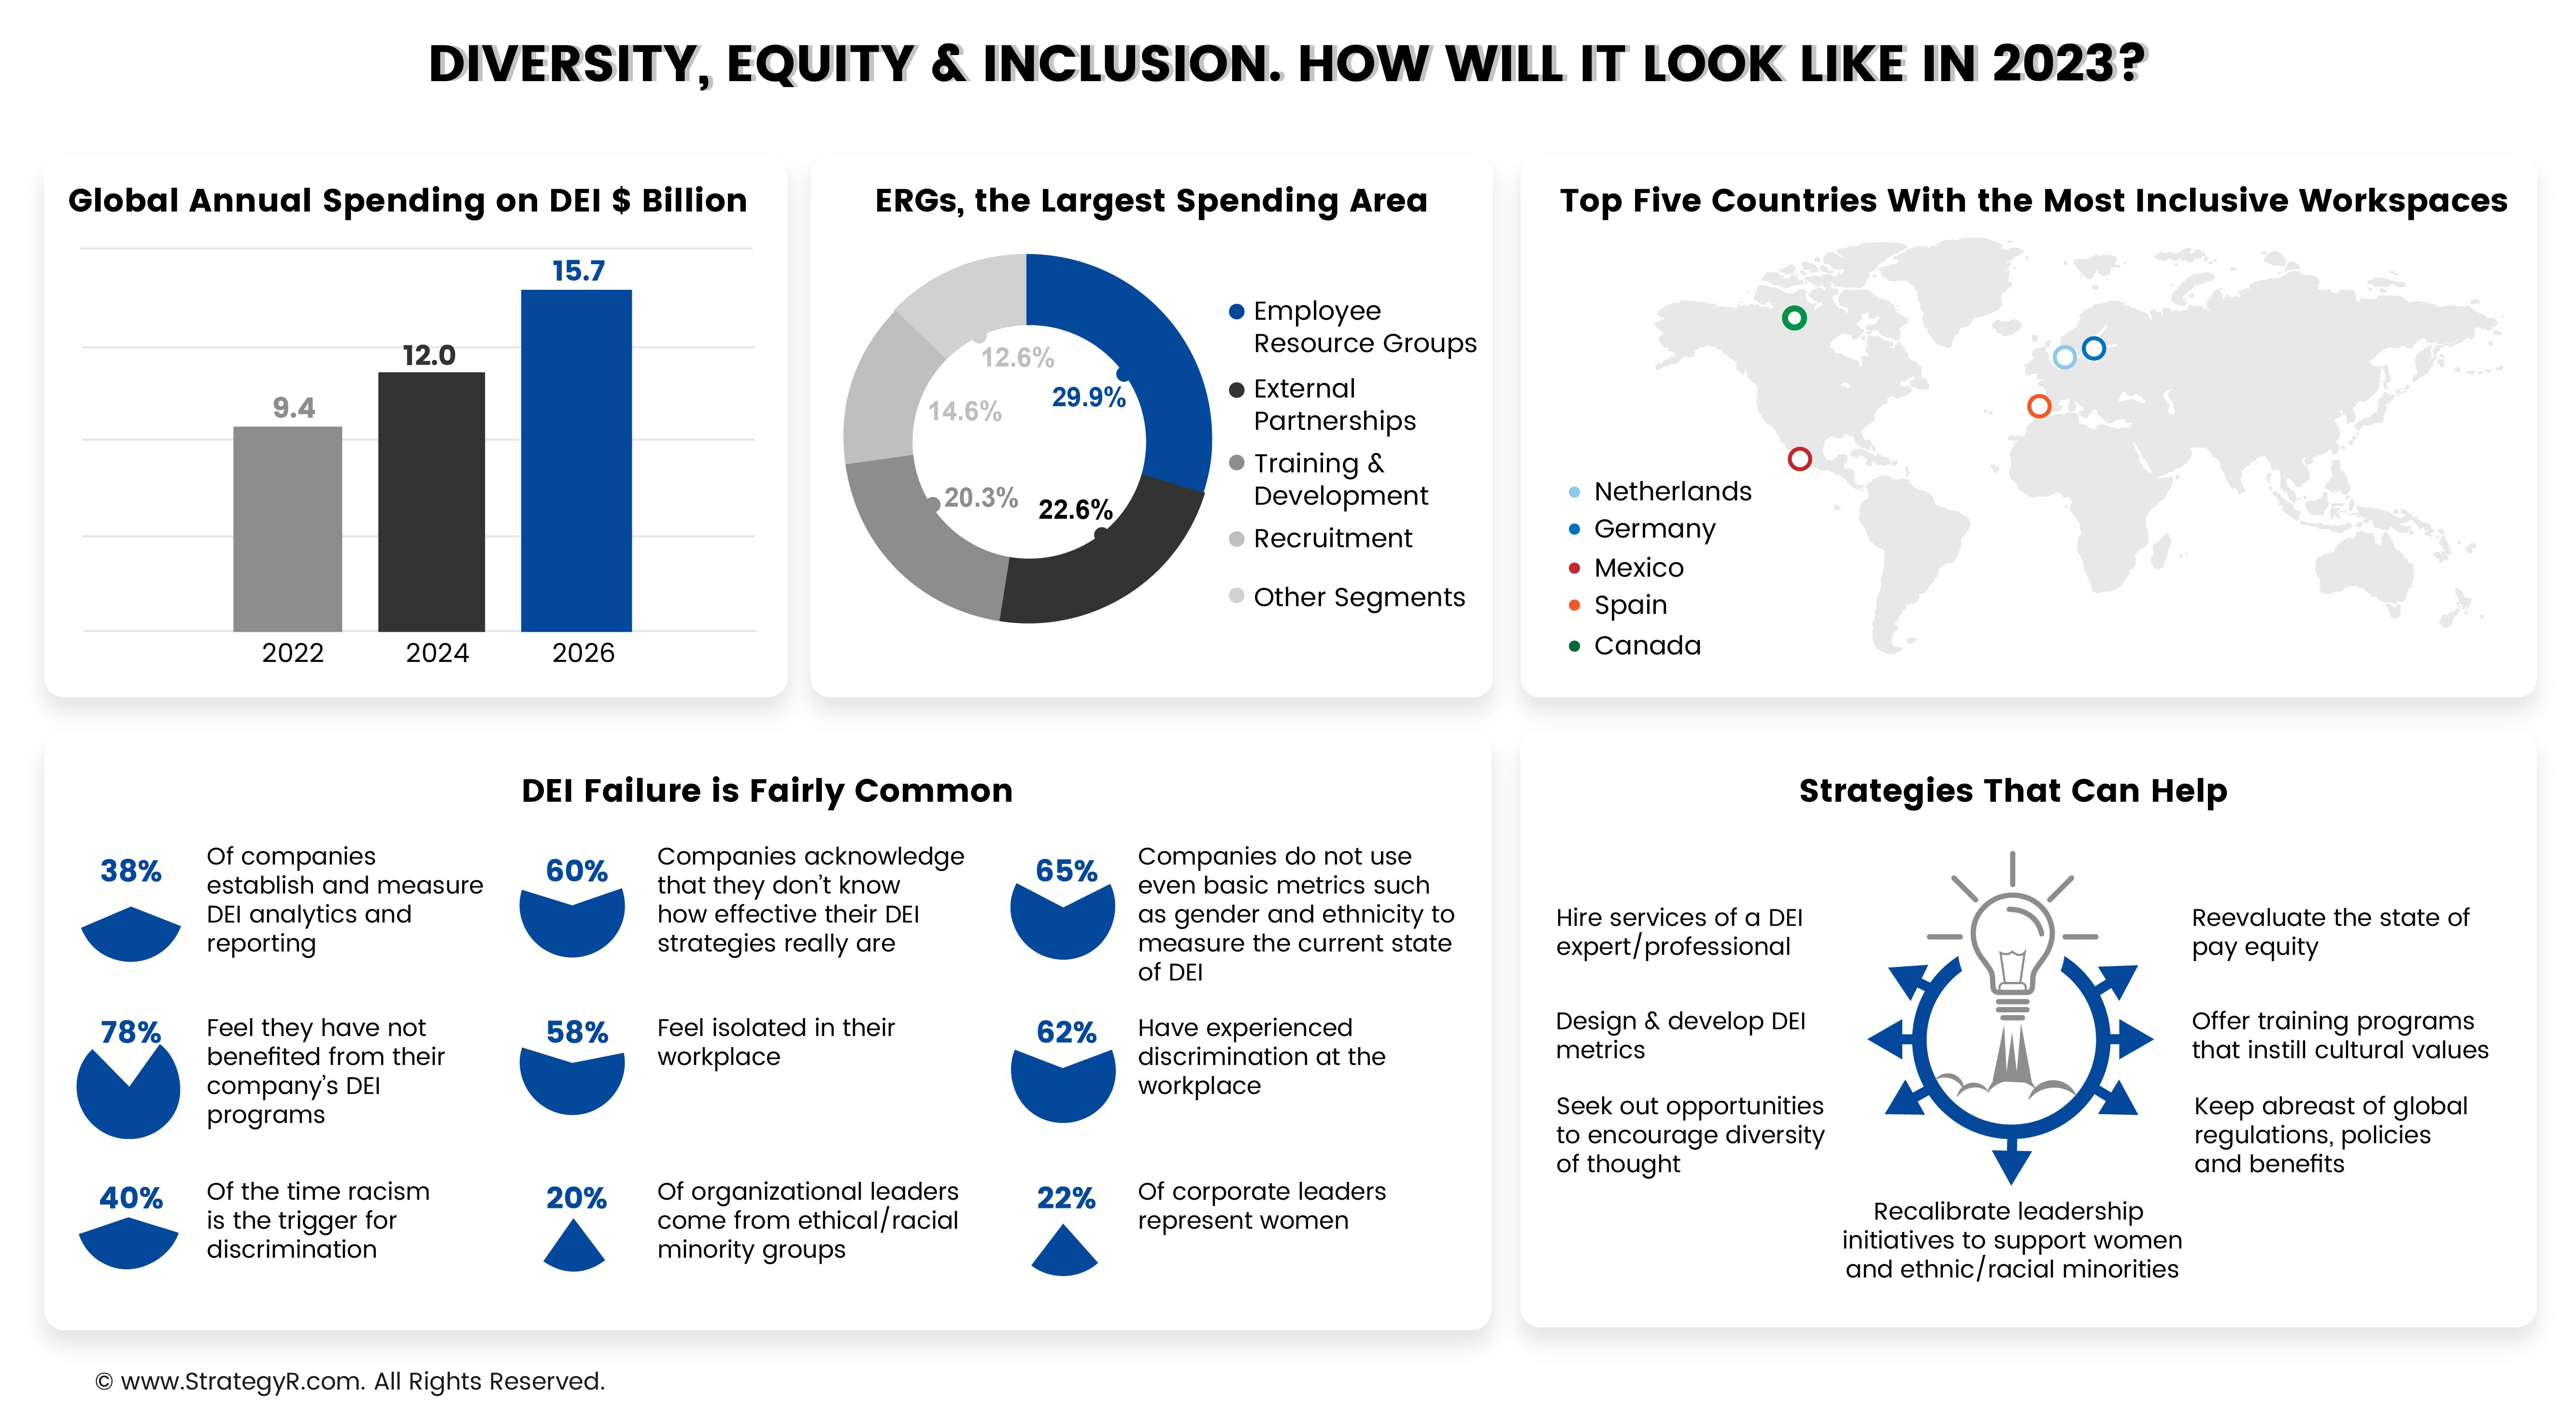 DIVERSITY, EQUITY & INCLUSION. HOW WILL IT LOOK LIKE IN 2023?
Global Annual Spending on DEI $ Billion
15.7
12.0
9.4
2022
2024
2026
ERGs, the Largest Spending Area
12.6%
29.9%
14.6%
20.3%
22.6%
Employee
Resource Groups
External
Partnerships
Training &
Development
Recruitment
Other Segments
Top Five Countries With the Most Inclusive Workspaces
Netherlands
Germany
Mexico
Spain
Canada
DEI Failure is Fairly Common
38%
Of companies
establish and measure
DEI analytics and
reporting
60%
Companies acknowledge
that they don't know
how effective their DEI
strategies really are
65%
Companies do not use
even basic metrics such
as gender and ethnicity to
measure the current state
of DEI
78%
Feel they have not
benefited from their
company's DEI
programs
58%
Feel isolated in their
workplace
62%
Have experienced
discrimination at the
workplace
40%
Of the time racism
is the trigger for
discrimination
20%
Of organizational leaders
come from ethical/racial
minority groups
22%
Of corporate leaders
represent women
Strategies That Can Help
Hire services of a DEI
expert/professional
Design & develop DEI
metrics
Seek out opportunities
to encourage diversity
of thought
Reevaluate the state of
pay equity
Offer training programs
that instill cultural values
Keep abreast of global
regulations, policies
and benefits
Recalibrate leadership
initiatives to support women
and ethnic/racial minorities
© www.StrategyR.com. All Rights Reserved.